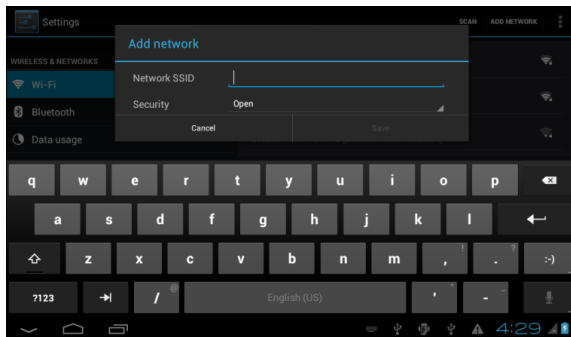 Settings
SCAN
ADD NETWORK
Add network
WIRELESS & NETWORKS
Network SSID
Wi-Fi
Bluetooth
Security
Open
Cancel
Save
Data usage
q w e r t y u i o p
a s d f g h j k l
z x c v b n m , ! . ? :-)
?123 / @ English (US) ' " - _
4:29